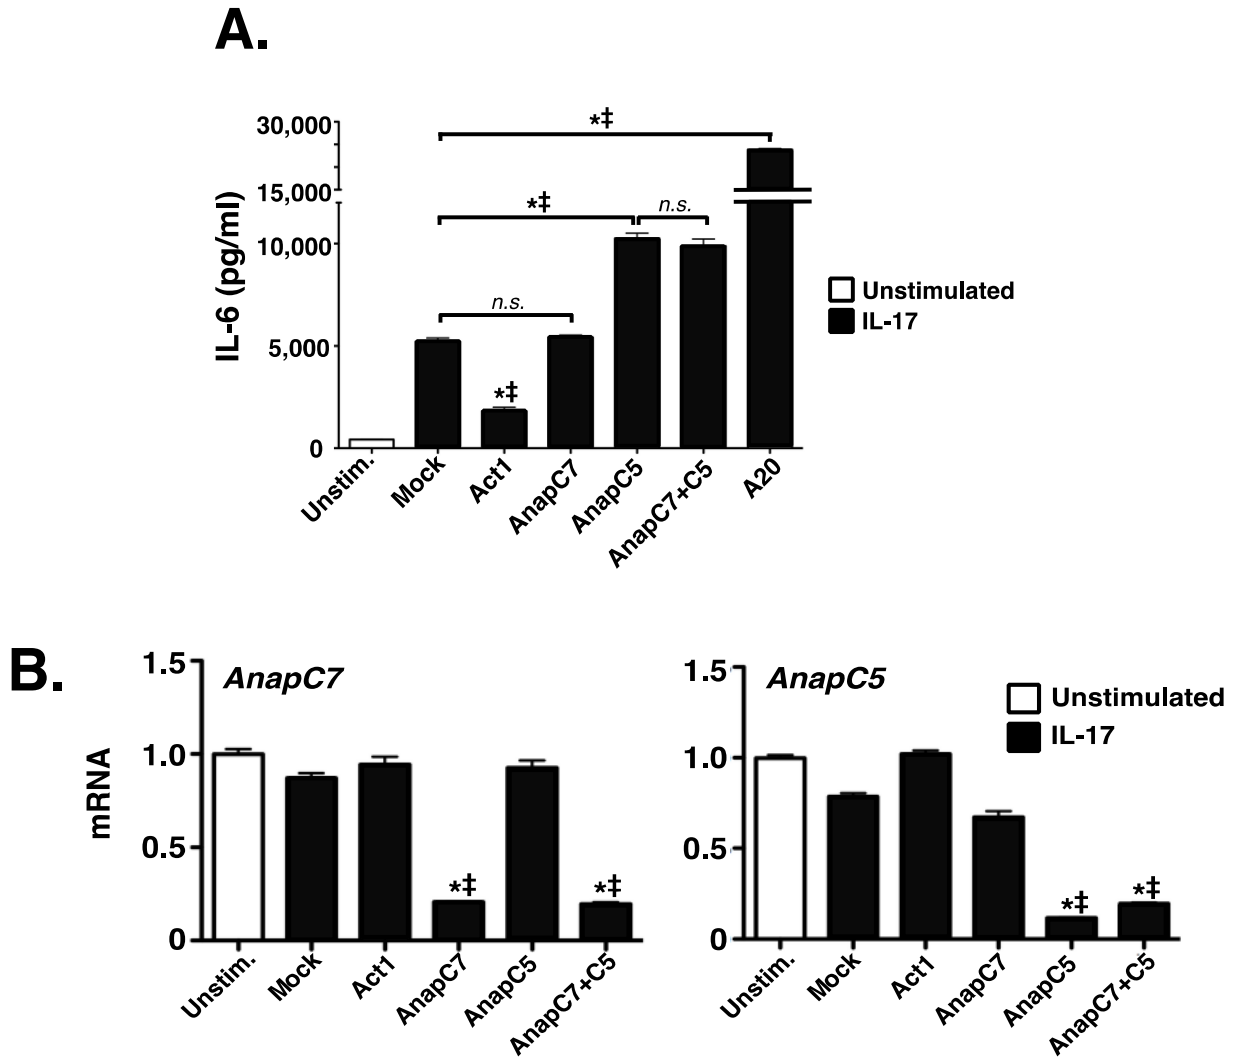 A.
*‡
30,000
15,000
*‡
n.s.
10,000
IL-6 (pg/ml)
Unstimulated
IL-17
n.s.
5,000
*‡
0
Unstim.
Mock
Act1
AnapC7
AnapC5
AnapC7+C5
A20
B.
1.5
AnapC7
1.0
mRNA
0.5
*‡
*‡
0
Unstim.
Mock
Act1
AnapC7
AnapC5
AnapC7+C5
1.5
AnapC5
Unstimulated
IL-17
1.0
0.5
*‡
*‡
0
Unstim.
Mock
Act1
AnapC7
AnapC5
AnapC7+C5